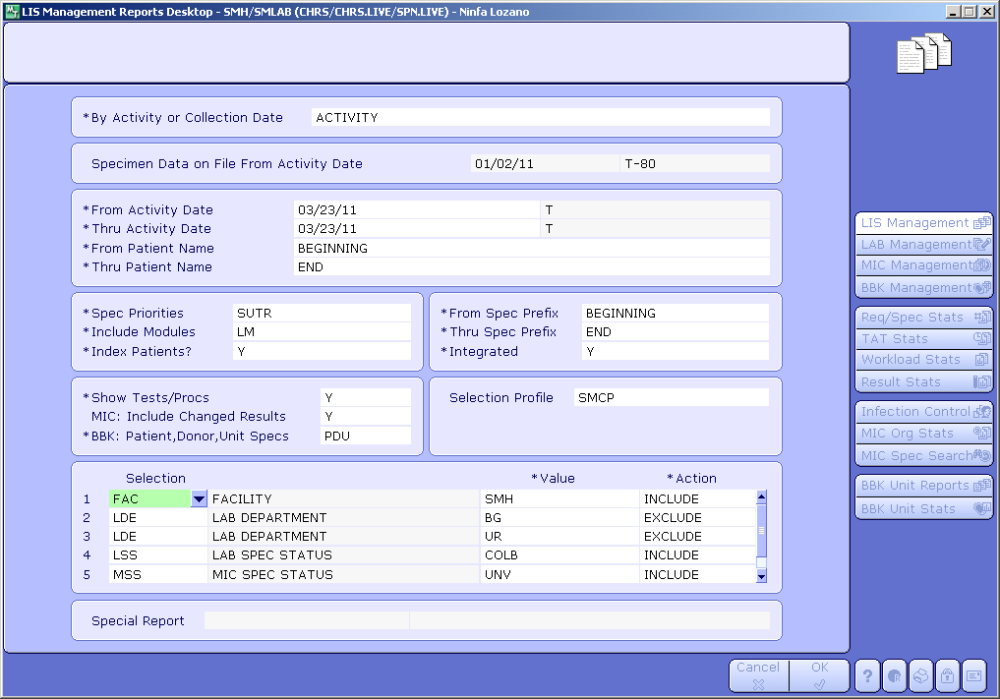 LIS Management Reports Desktop - SMH/SMLAB (CHRS/CHRS.LIVE/SPN.LIVE) - Ninfa Lozano
*By Activity or Collection Date ACTIVITY
Specimen Data on File From Activity Date 01/02/11 T-80
*From Activity Date 03/23/11 T
*Thru Activity Date 03/23/11 T
*From Patient Name BEGINNING
*Thru Patient Name END
*Spec Priorities SUTR
*Include Modules LM
*Index Patients? Y
*From Spec Prefix BEGINNING
*Thru Spec Prefix END
*Integrated Y
*Show Tests/Procs Y
MIC: Include Changed Results Y
*BBK: Patient,Donor,Unit Specs PDU
Selection Profile SMCP
Selection *Value *Action
1 FAC FACILITY SMH INCLUDE
2 LDE LAB DEPARTMENT BG EXCLUDE
3 LDE LAB DEPARTMENT UR EXCLUDE
4 LSS LAB SPEC STATUS COLB INCLUDE
5 MSS MIC SPEC STATUS UNV INCLUDE
Special Report
LIS Management
LAB Management
MIC Management
BBK Management
Req/Spec Stats
TAT Stats
Workload Stats
Result Stats
Infection Control
MIC Org Stats
MIC Spec Search
BBK Unit Reports
BBK Unit Stats
Cancel OK ?